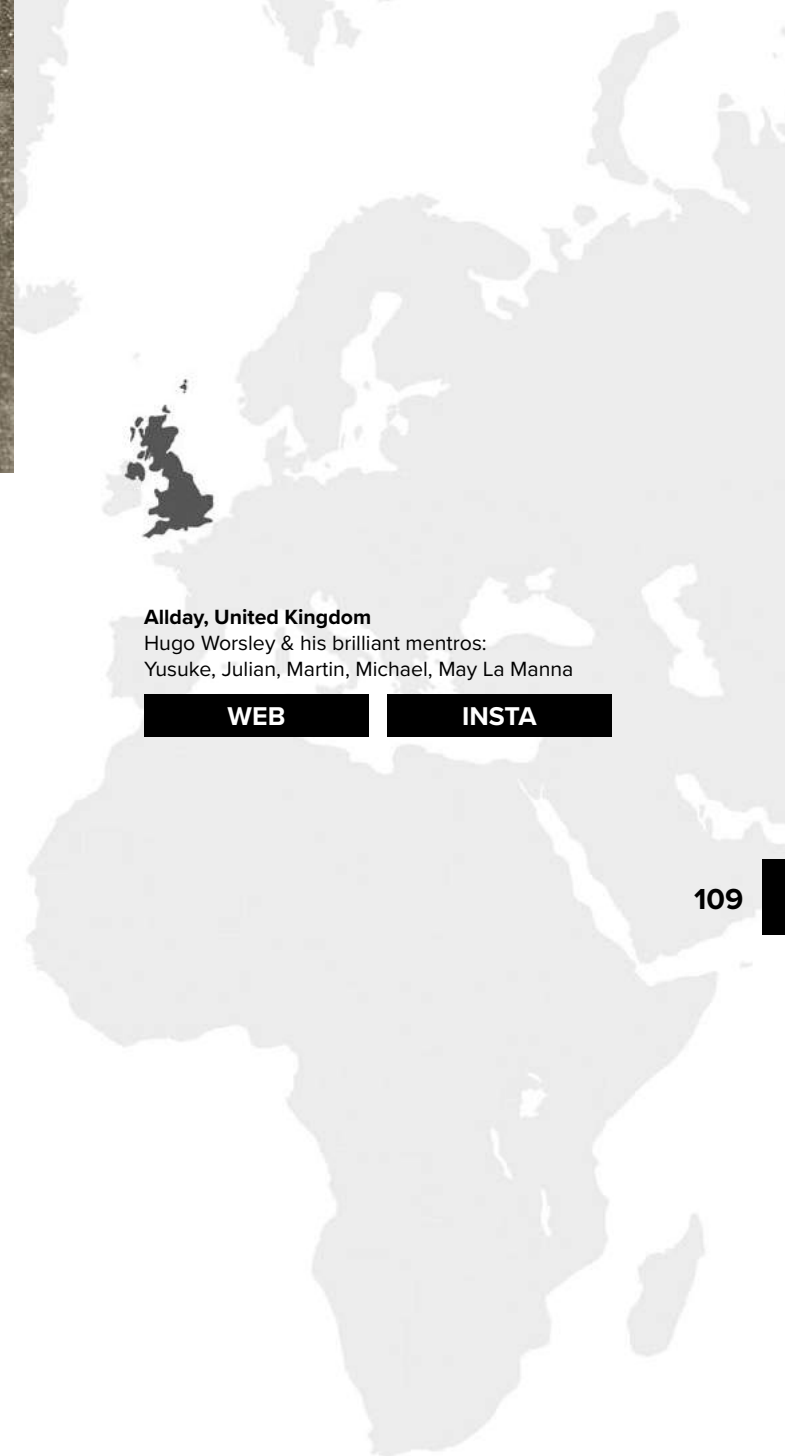 Allday, United Kingdom
Hugo Worsley & his brilliant mentros:
Yusuke, Julian, Martin, Michael, May La Manna
WEB INSTA
109